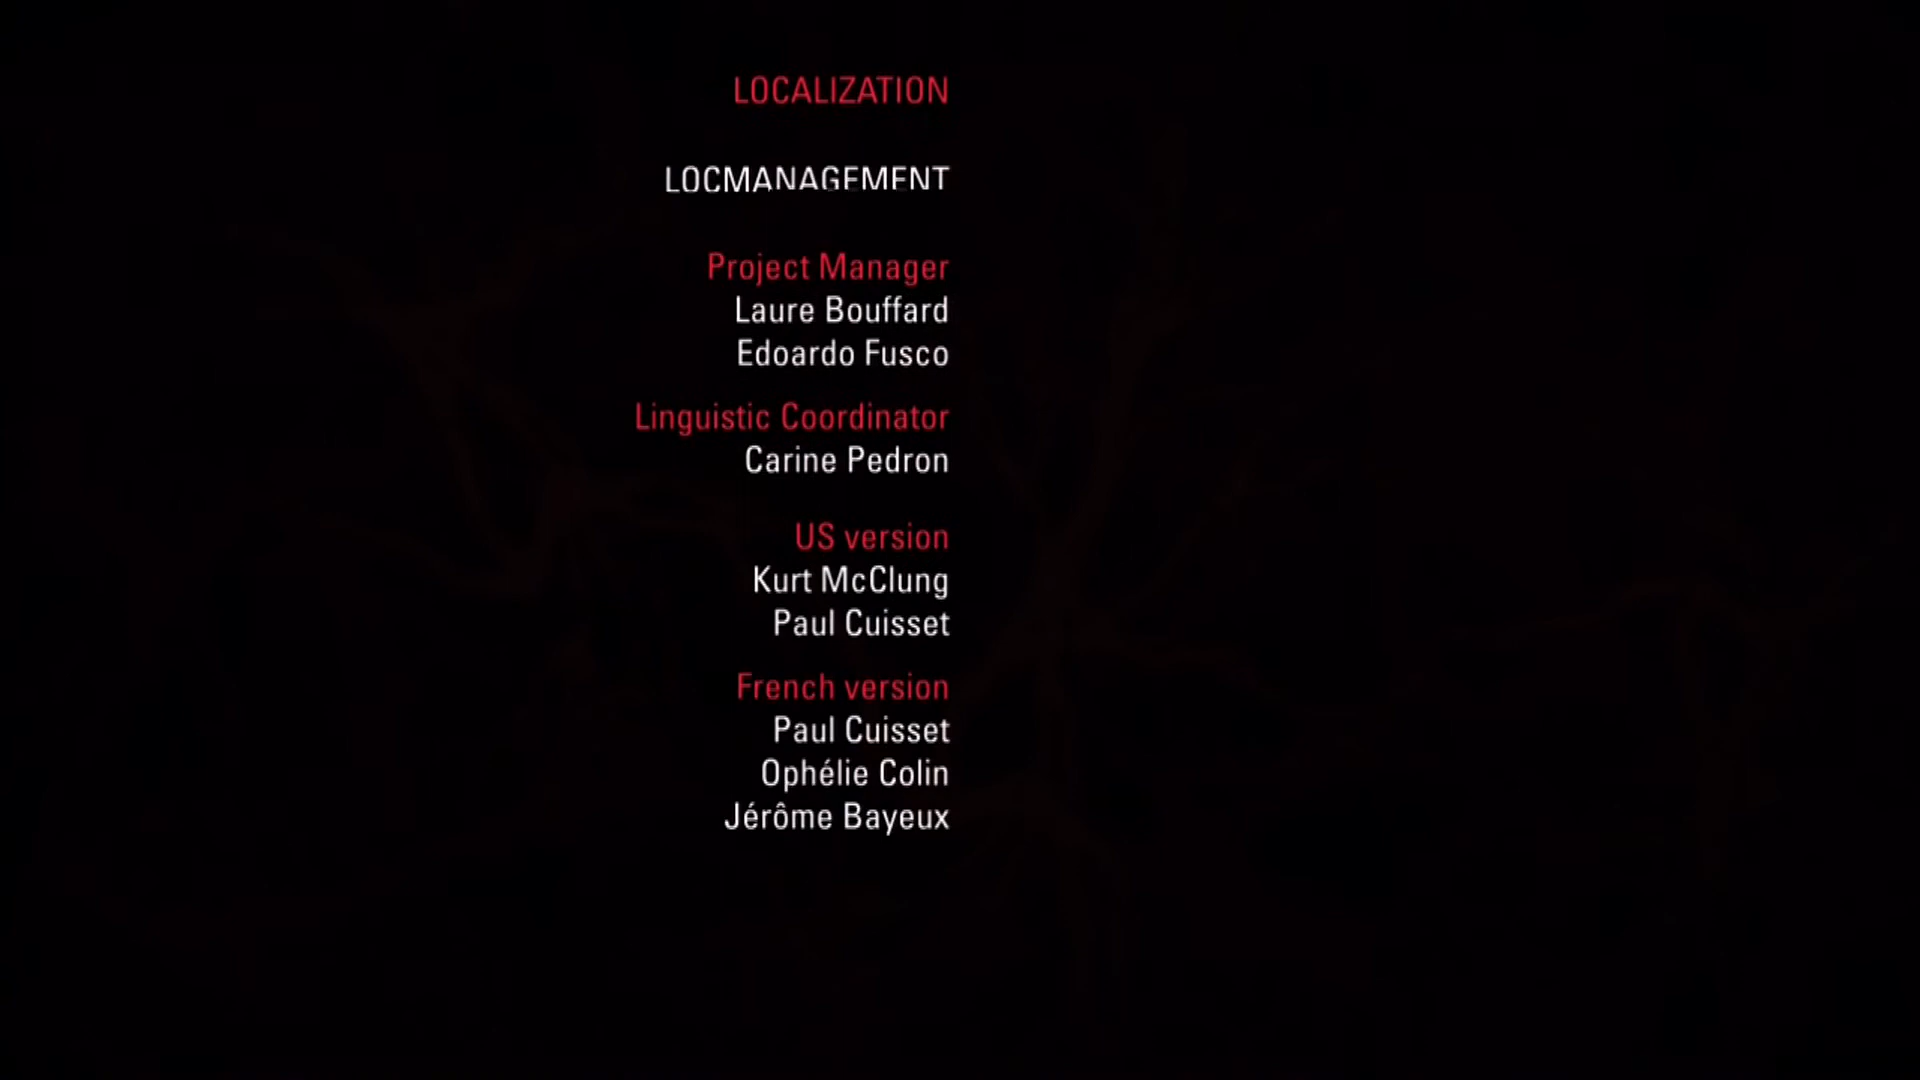 LOCALIZATION
LOCMANAGEMENT
Project Manager
Laure Bouffard
Edoardo Fusco
Linguistic Coordinator
Carine Pedron
US version
Kurt McClung
Paul Cuisset
French version
Paul Cuisset
Ophélie Colin
Jérôme Bayeux